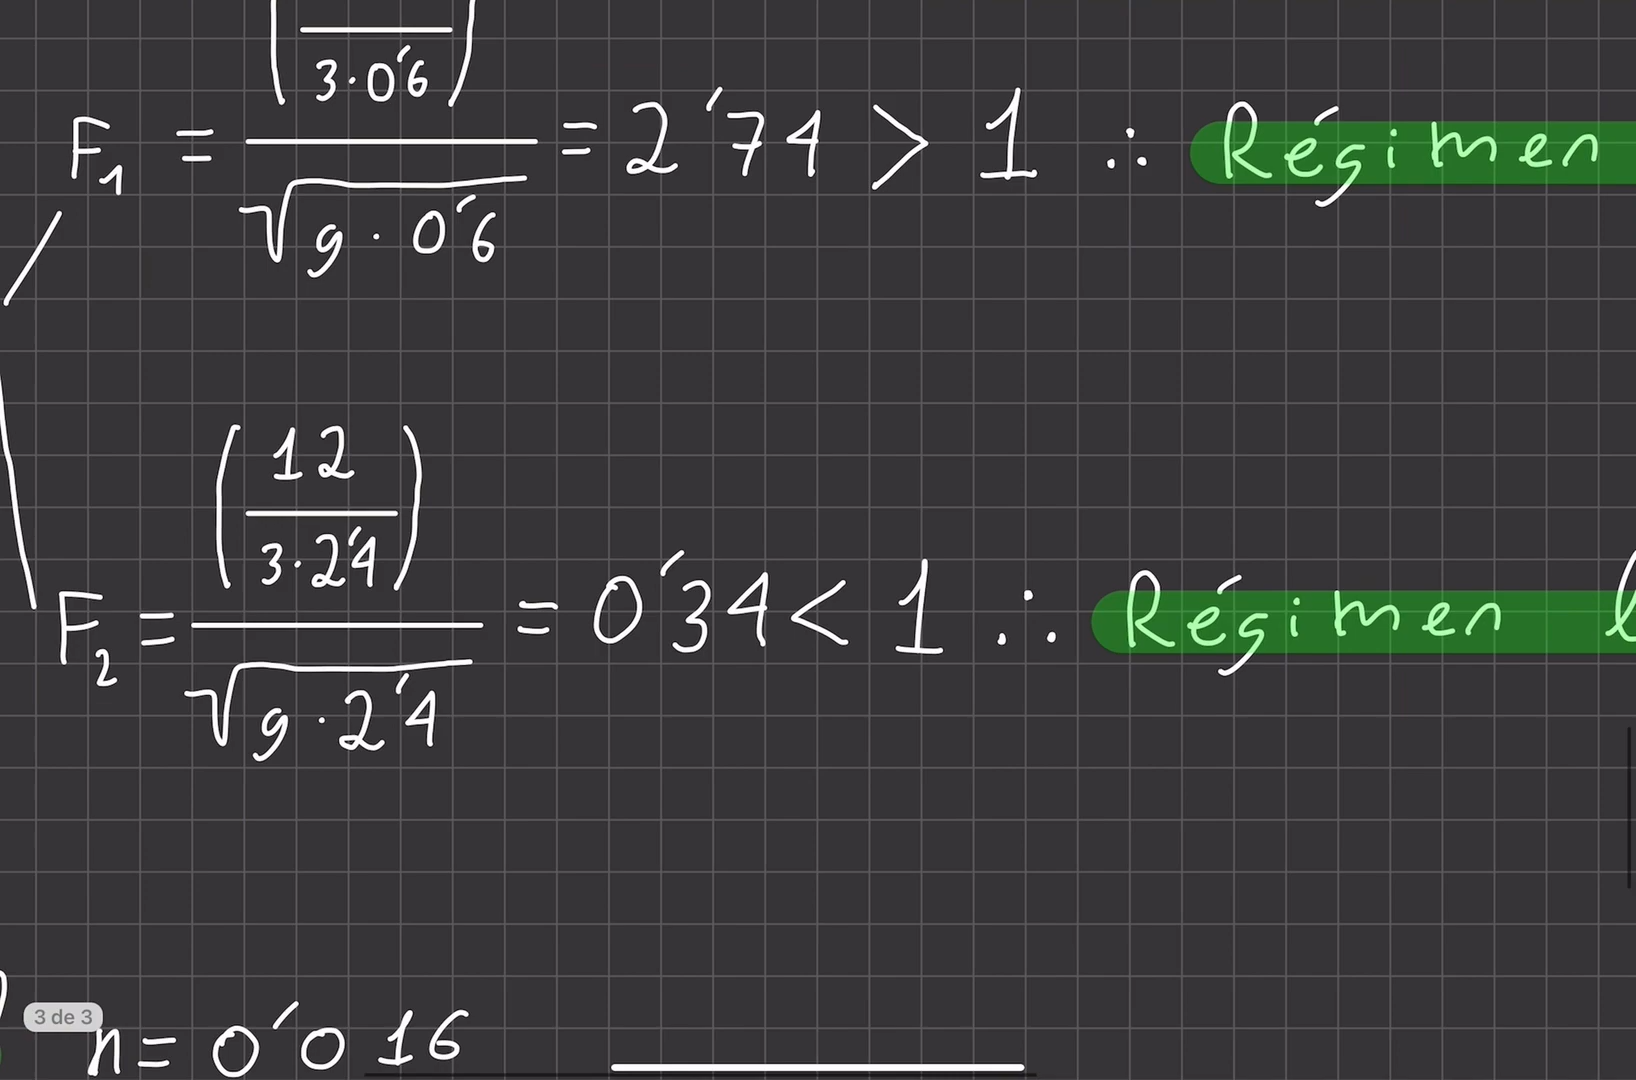 3·0'6
F₁ = = 2'74 > 1 ∴ Régimen
√g · 0'6
12
3·2'4
F₂ = = 0'34 < 1 ∴ Régimen
√g · 2'4
3 de 3
n = 0'016